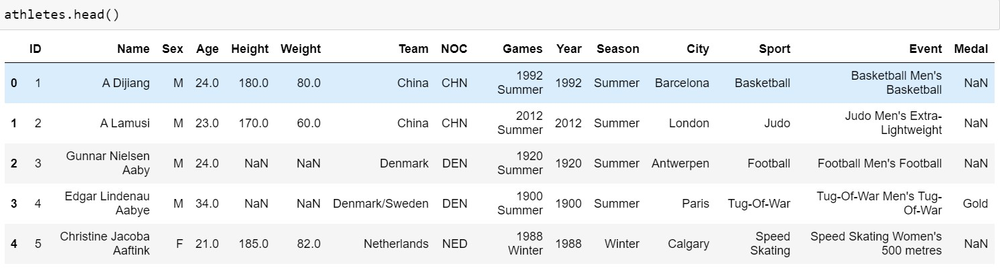 athletes.head()
ID Name Sex Age Height Weight Team NOC Games Year Season City Sport Event Medal
0 1 A Dijiang M 24.0 180.0 80.0 China CHN 1992 Summer 1992 Summer Barcelona Basketball Basketball Men's Basketball NaN
1 2 A Lamusi M 23.0 170.0 60.0 China CHN 2012 Summer 2012 Summer London Judo Judo Men's Extra-Lightweight NaN
2 3 Gunnar Nielsen Aaby M 24.0 NaN NaN Denmark DEN 1920 Summer 1920 Summer Antwerpen Football Football Men's Football NaN
3 4 Edgar Lindenau Aabye M 34.0 NaN NaN Denmark/Sweden DEN 1900 Summer 1900 Summer Paris Tug-Of-War Tug-Of-War Men's Tug-Of-War Gold
4 5 Christine Jacoba Aaftink F 21.0 185.0 82.0 Netherlands NED 1988 Winter 1988 Winter Calgary Speed Skating Speed Skating Women's 500 metres NaN